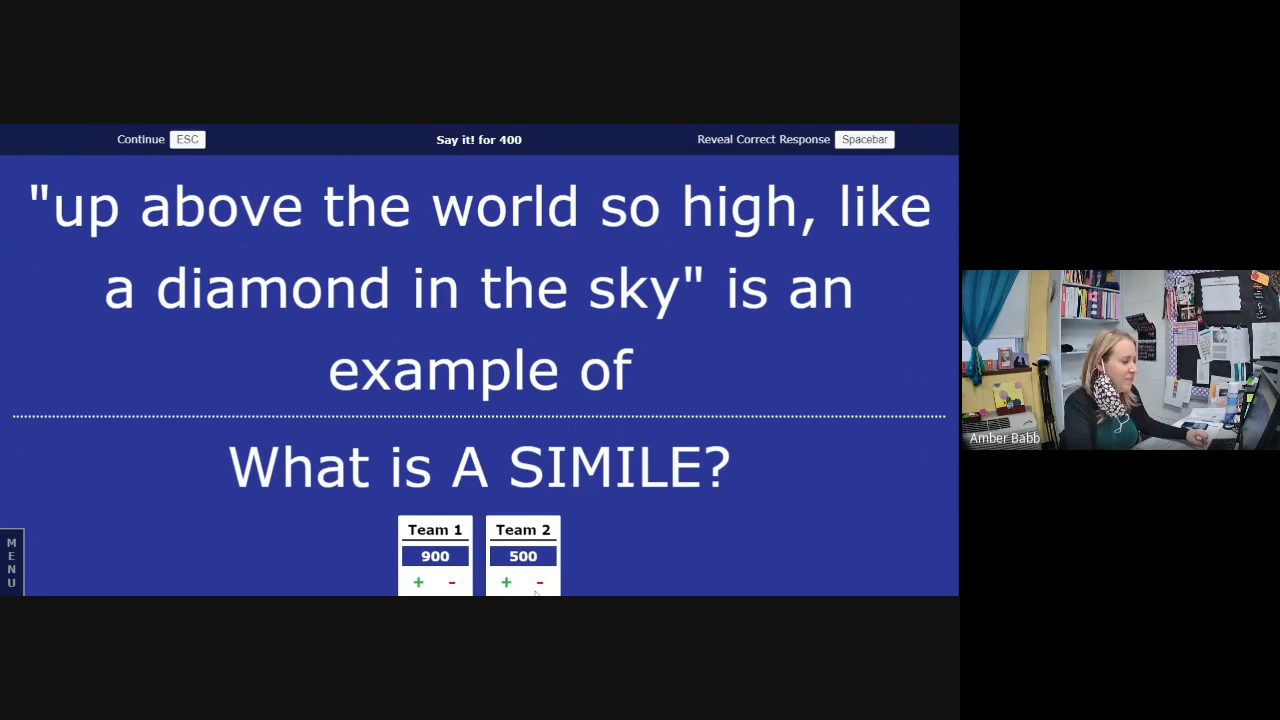 Continue ESC
Say it! for 400
Reveal Correct Response Spacebar
"up above the world so high, like
a diamond in the sky" is an
example of
What is A SIMILE?
MENU
Team 1 Team 2
900 500
+ - + -
Amber Babb